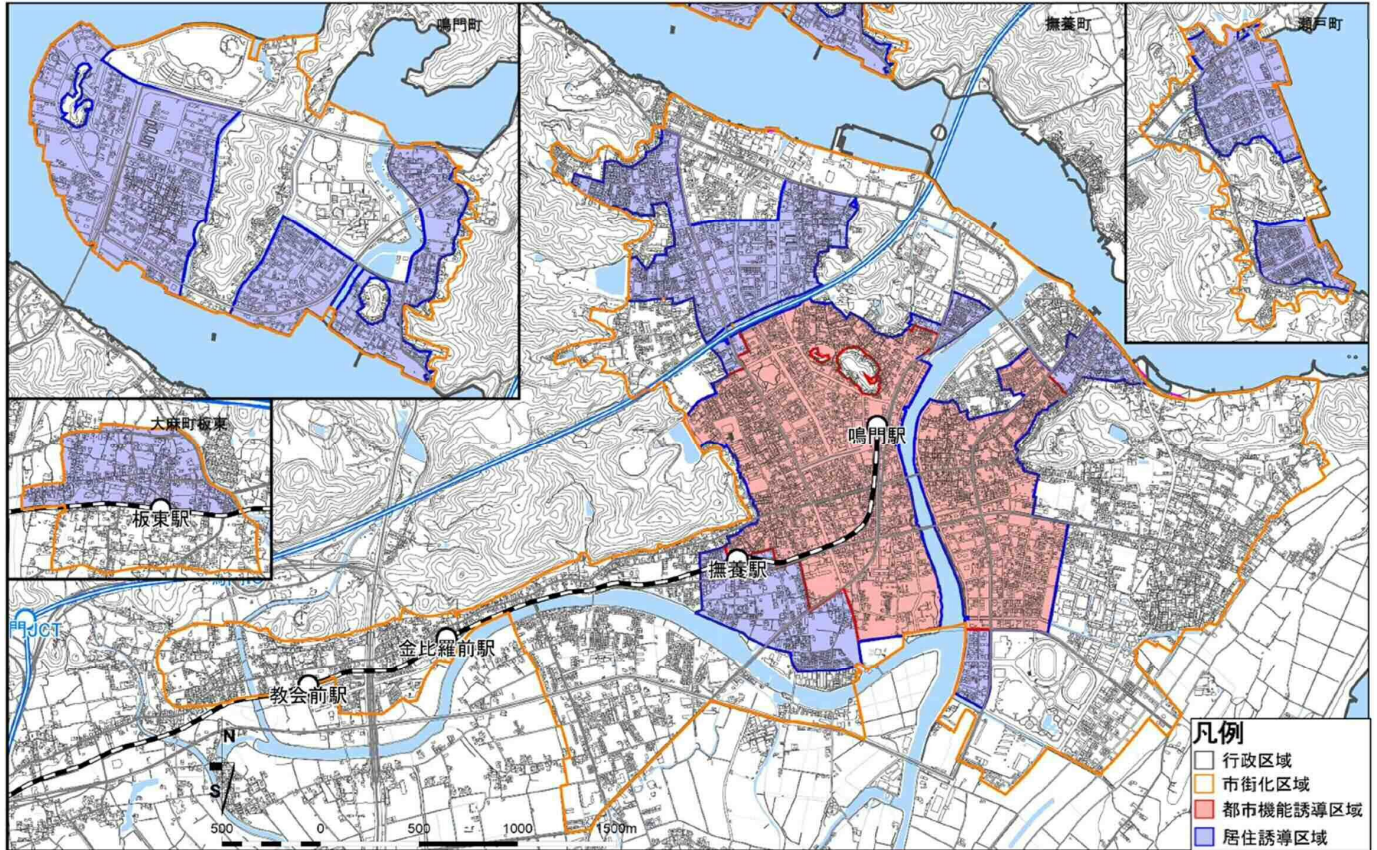 鳴門町
撫養町
瀬戸町
大麻町板東
板東駅
鳴門駅
撫養駅
金比羅前駅
教会前駅
門JCT
N
S
500 0 500 1000 1500m
凡例
行政区域
市街化区域
都市機能誘導区域
居住誘導区域